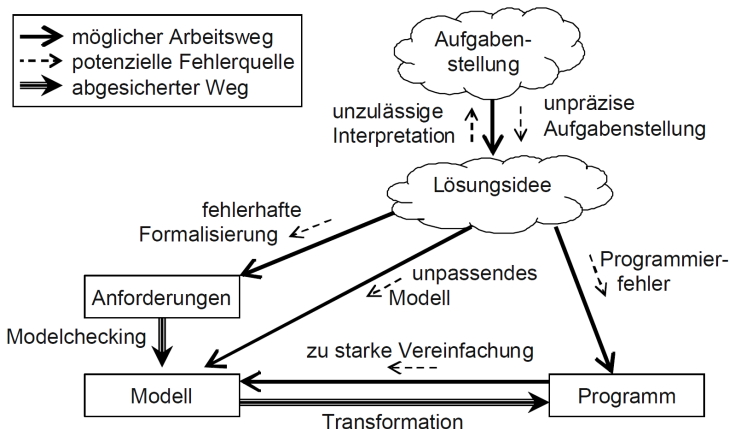 möglicher Arbeitsweg
potenzielle Fehlerquelle
abgesicherter Weg
Aufgaben-
stellung
unzulässige
Interpretation
unpräzise
Aufgabenstellung
Lösungsidee
fehlerhafte
Formalisierung
Programmier-
fehler
unpassendes
Modell
Anforderungen
Modelchecking
zu starke Vereinfachung
Modell
Programm
Transformation